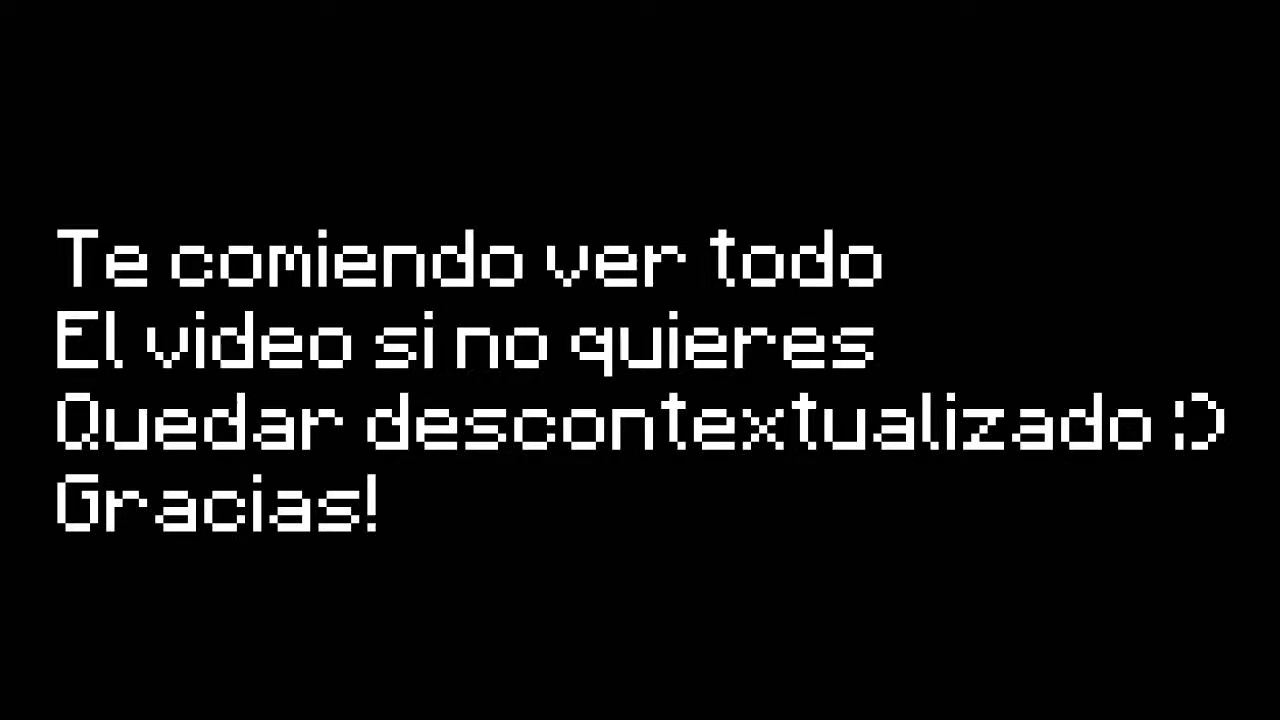 Te comiendo ver todo
El video si no quieres
Quedar descontextualizado :)
Gracias!